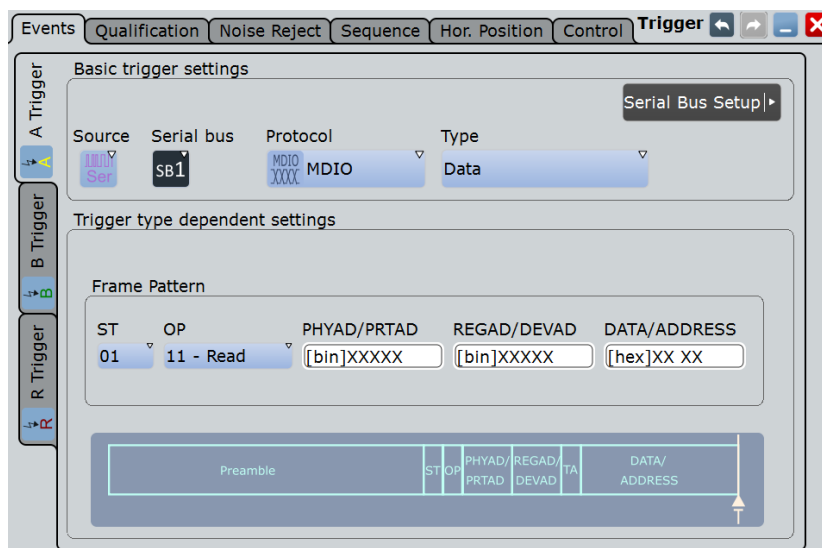 Events Qualification Noise Reject Sequence Hor. Position Control Trigger
A Trigger
A
B Trigger
B
R Trigger
R
Basic trigger settings
Serial Bus Setup
Source Serial bus Protocol Type
Ser SB1 MDIO XXXX MDIO Data
Trigger type dependent settings
Frame Pattern
ST OP PHYAD/PRTAD REGAD/DEVAD DATA/ADDRESS
01 11 - Read [bin]XXXXX [bin]XXXXX [hex]XX XX
Preamble ST OP PHYAD/ PRTAD REGAD/ DEVAD TA DATA/ ADDRESS